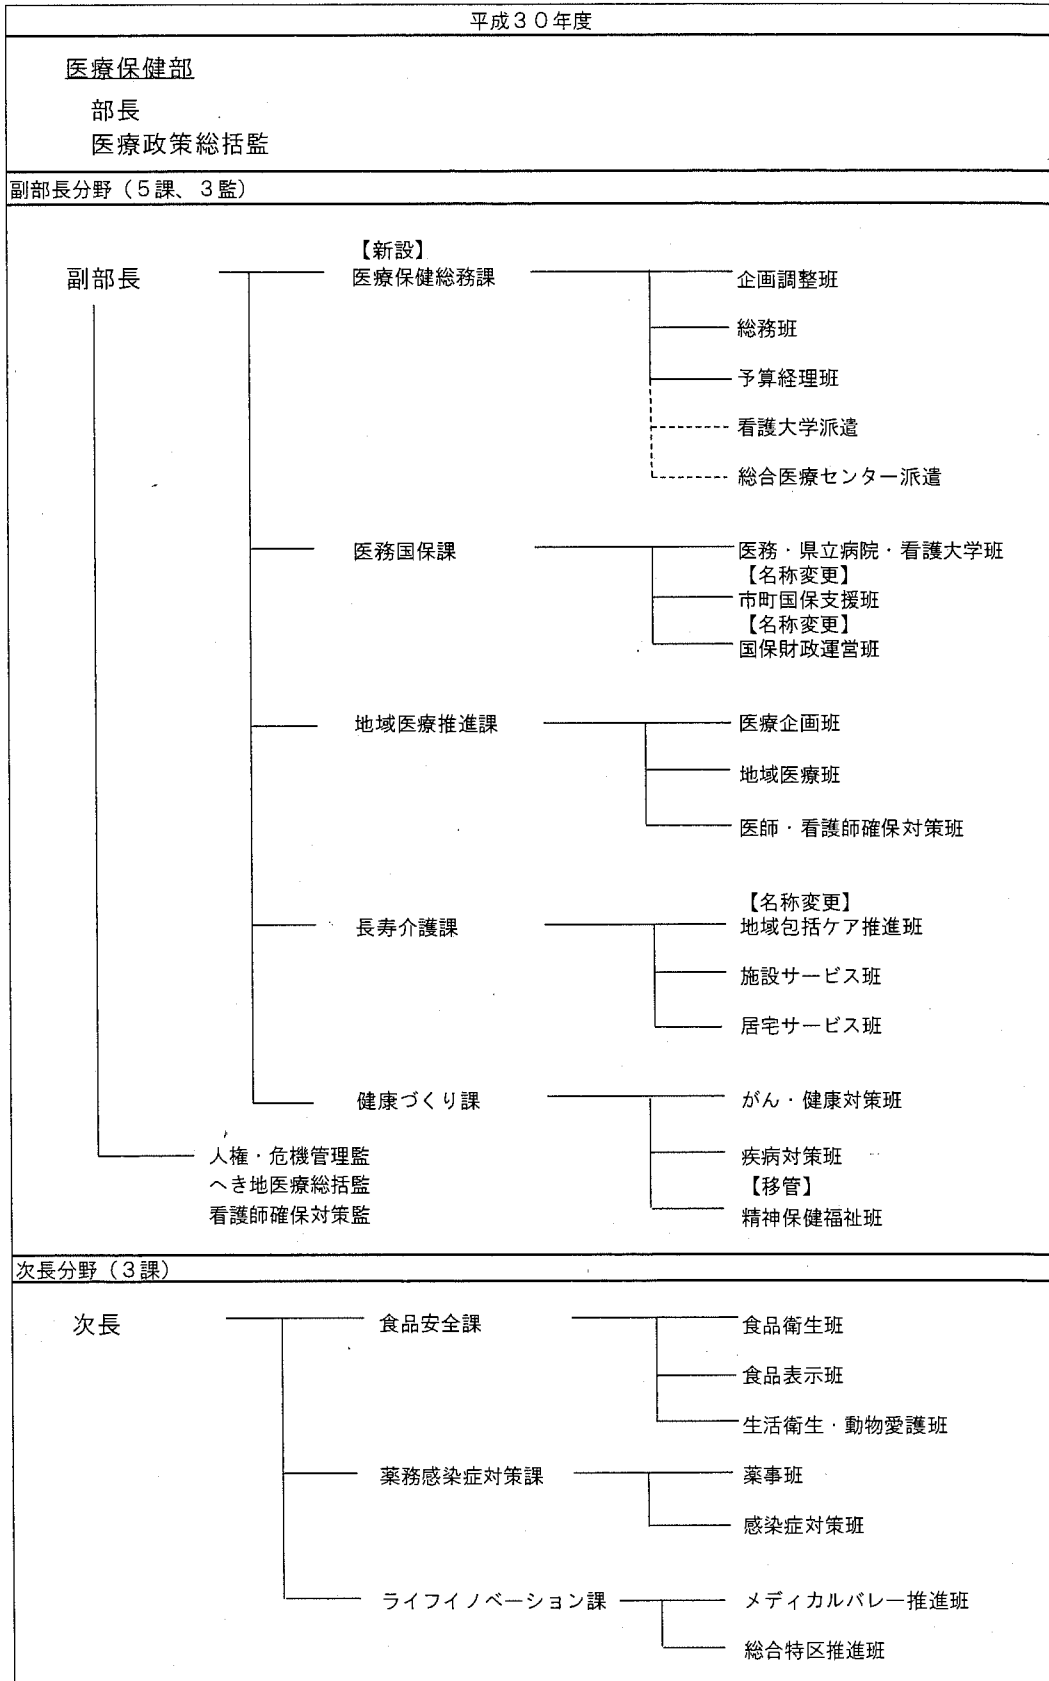 平成３０年度
医療保健部
部長
医療政策総括監
副部長分野（５課、３監）
【新設】
副部長
医療保健総務課
企画調整班
総務班
予算経理班
看護大学派遣
総合医療センター派遣
医務国保課
医務・県立病院・看護大学班
【名称変更】
市町国保支援班
【名称変更】
国保財政運営班
地域医療推進課
医療企画班
地域医療班
医師・看護師確保対策班
【名称変更】
長寿介護課
地域包括ケア推進班
施設サービス班
居宅サービス班
健康づくり課
がん・健康対策班
疾病対策班
【移管】
精神保健福祉班
人権・危機管理監
へき地医療総括監
看護師確保対策監
次長分野（３課）
次長
食品安全課
食品衛生班
食品表示班
生活衛生・動物愛護班
薬務感染症対策課
薬事班
感染症対策班
ライフイノベーション課
メディカルバレー推進班
総合特区推進班